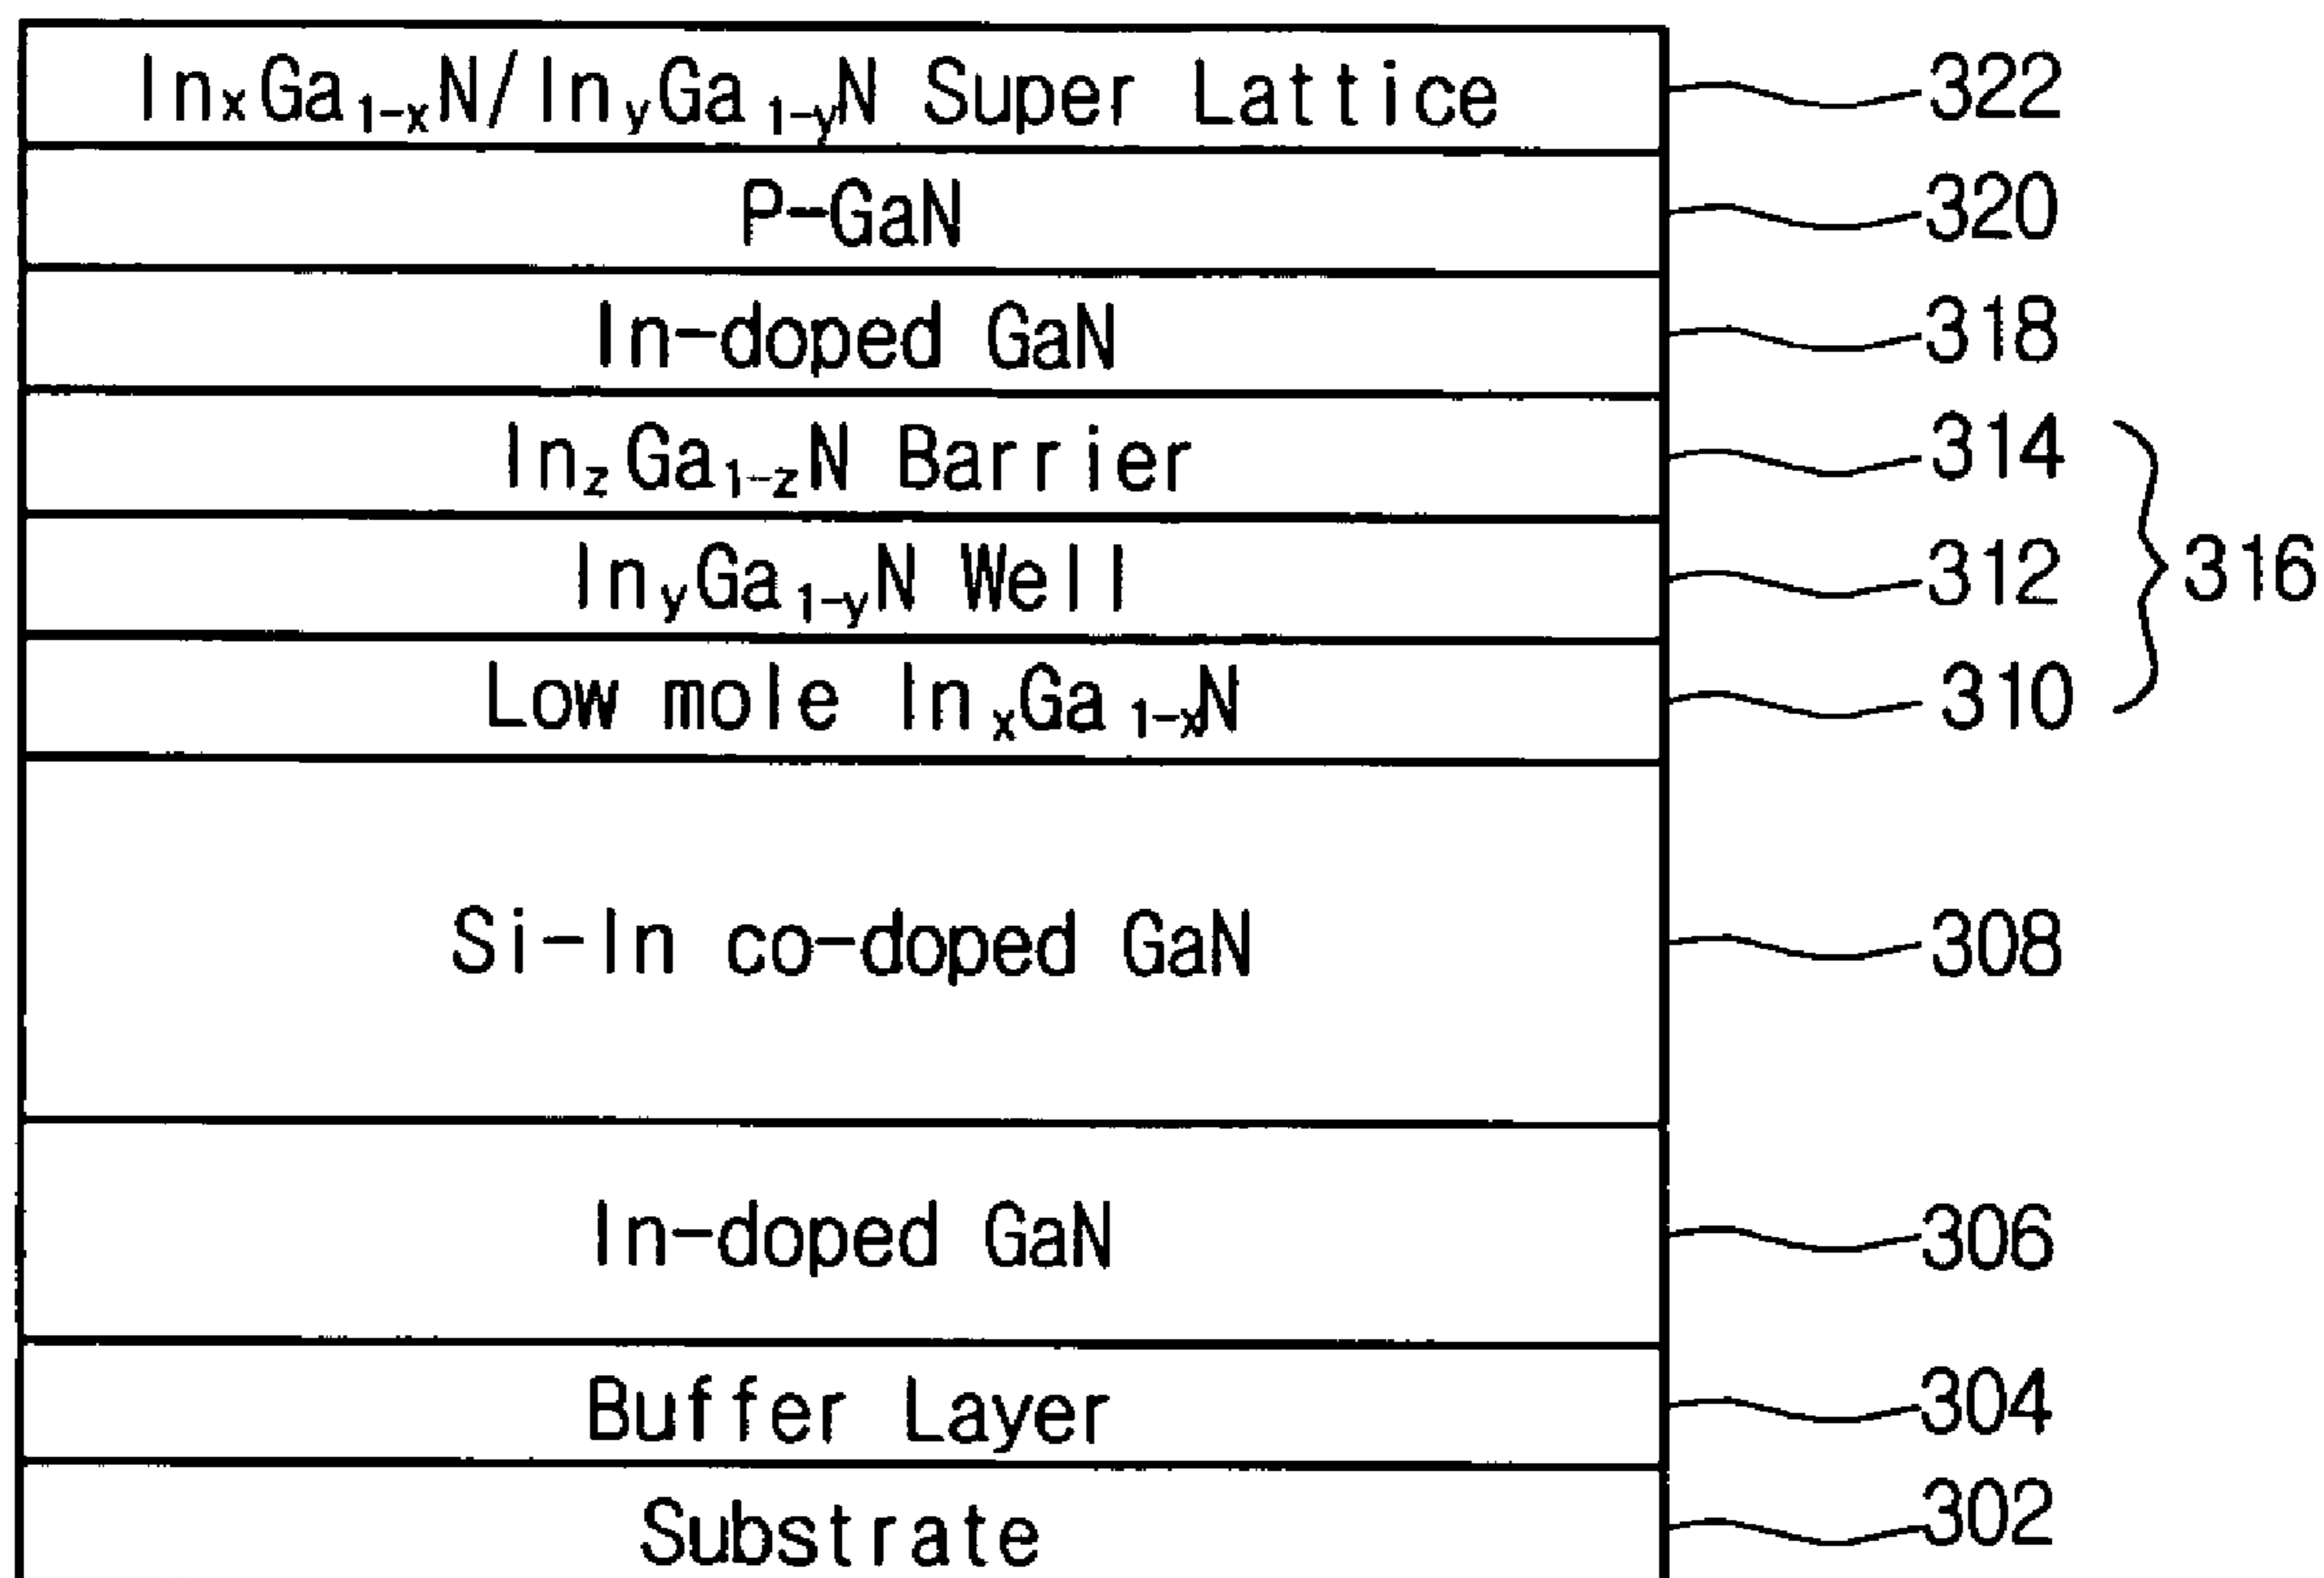 InₓGa₁₋ₓN/InyGa1-yN Super Lattice 322
P-GaN 320
In-doped GaN 318
InzGa1-zN Barrier 314
InyGa1-yN Well 312
316
Low mole InₓGa₁₋ₓN 310
Si-In co-doped GaN 308
In-doped GaN 306
Buffer Layer 304
Substrate 302